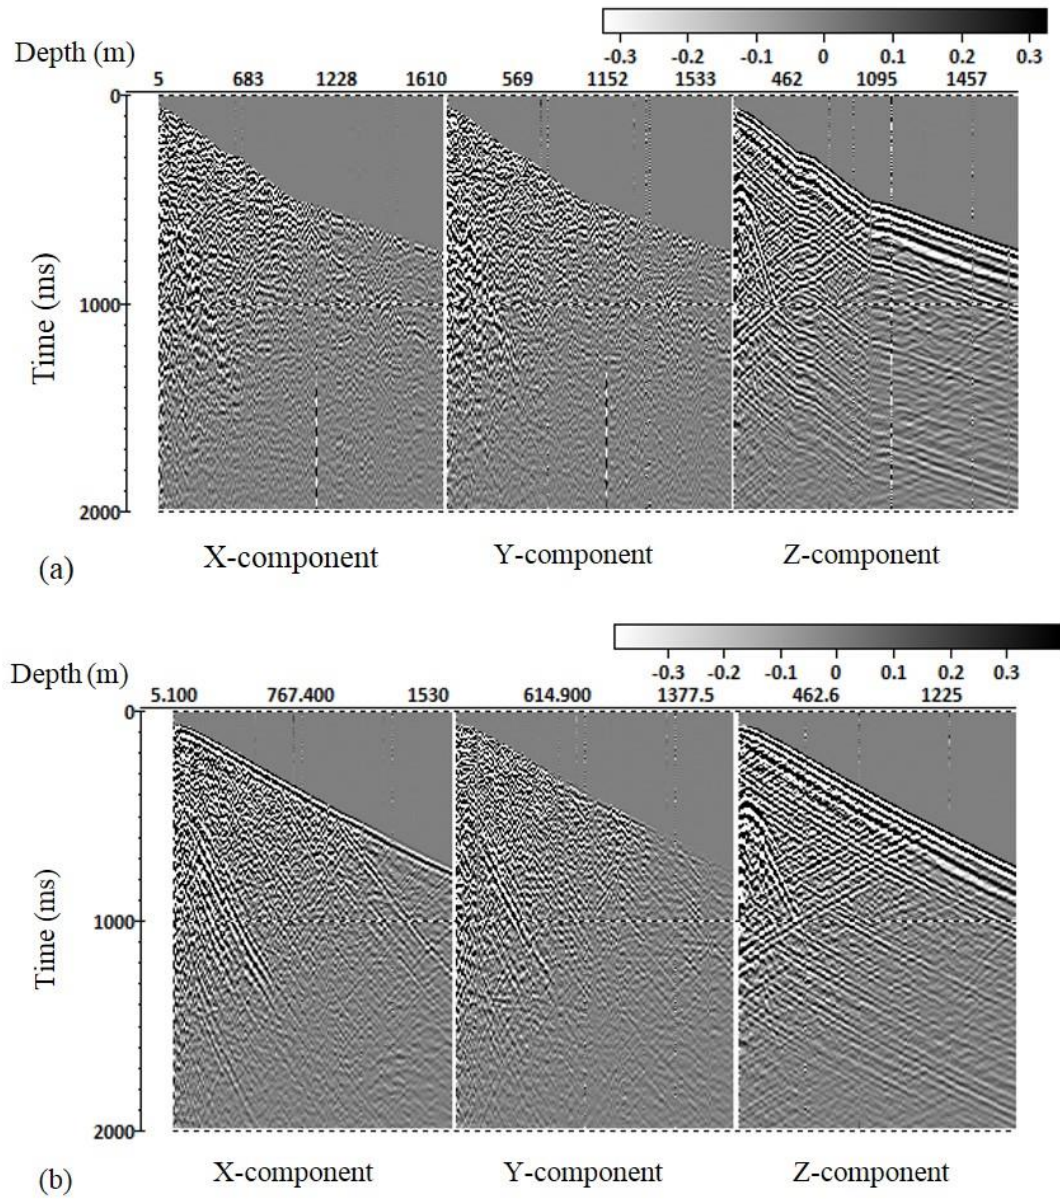 -0.3 -0.2 -0.1 0 0.1 0.2 0.3
Depth (m)
5 683 1228 1610 569 1152 1533 462 1095 1457
0
Time (ms)
1000
2000
X-component Y-component Z-component
(a)
-0.3 -0.2 -0.1 0 0.1 0.2 0.3
Depth (m)
5.100 767.400 1530 614.900 1377.5 462.6 1225
0
Time (ms)
1000
2000
X-component Y-component Z-component
(b)